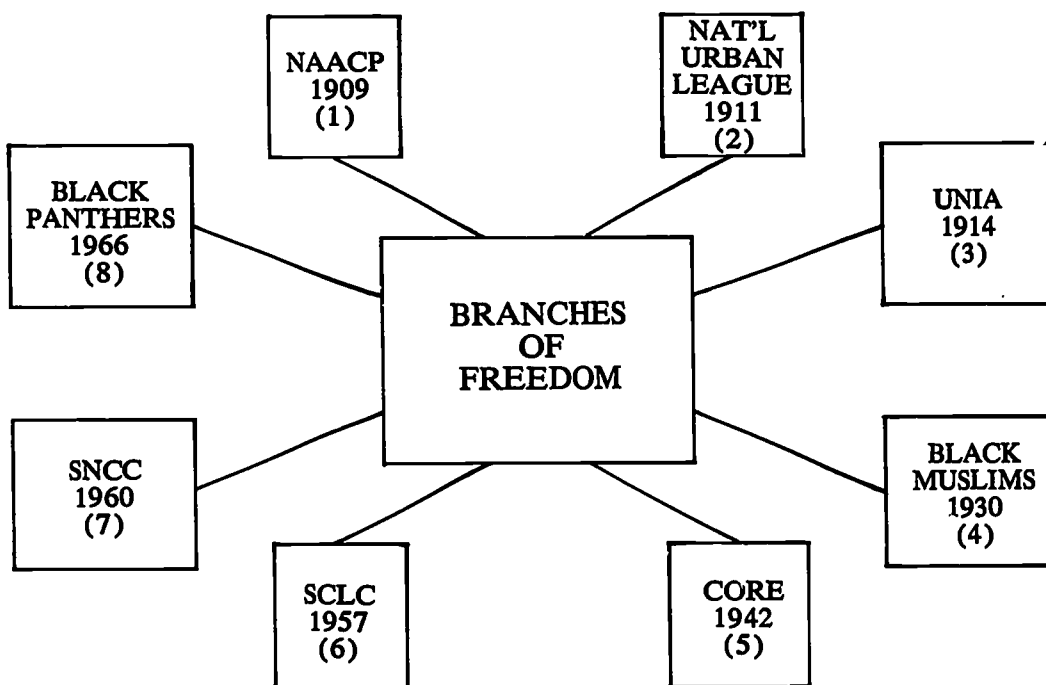 NAACP
1909
(1)
NAT'L
URBAN
LEAGUE
1911
(2)
UNIA
1914
(3)
BLACK
MUSLIMS
1930
(4)
CORE
1942
(5)
SCLC
1957
(6)
SNCC
1960
(7)
BLACK
PANTHERS
1966
(8)
BRANCHES
OF
FREEDOM